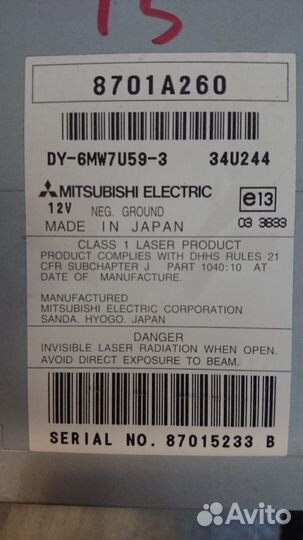 15
8701A260
DY-6MW7U59-3 34U244
MITSUBISHI ELECTRIC
12V NEG. GROUND
e13
MADE IN JAPAN
03 3833
CLASS 1 LASER PRODUCT
PRODUCT COMPLIES WITH DHHS RULES 21
CFR SUBCHAPTER J PART 1040:10 AT
DATE OF MANUFACTURE.
MANUFACTURED
MITSUBISHI ELECTRIC CORPORATION
SANDA, HYOGO, JAPAN
DANGER
INVISIBLE LASER RADIATION WHEN OPEN.
AVOID DIRECT EXPOSURE TO BEAM.
SERIAL NO. 87015233 B
Avito